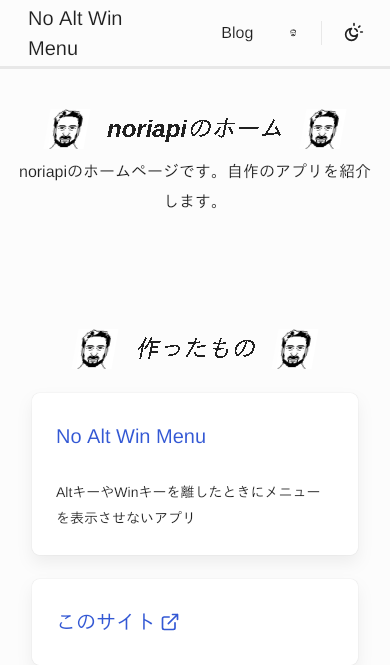 No Alt Win
Menu
Blog
noriapiのホーム
noriapiのホームページです。自作のアプリを紹介
します。
作ったもの
No Alt Win Menu
AltキーやWinキーを離したときにメニュー
を表示させないアプリ
このサイト